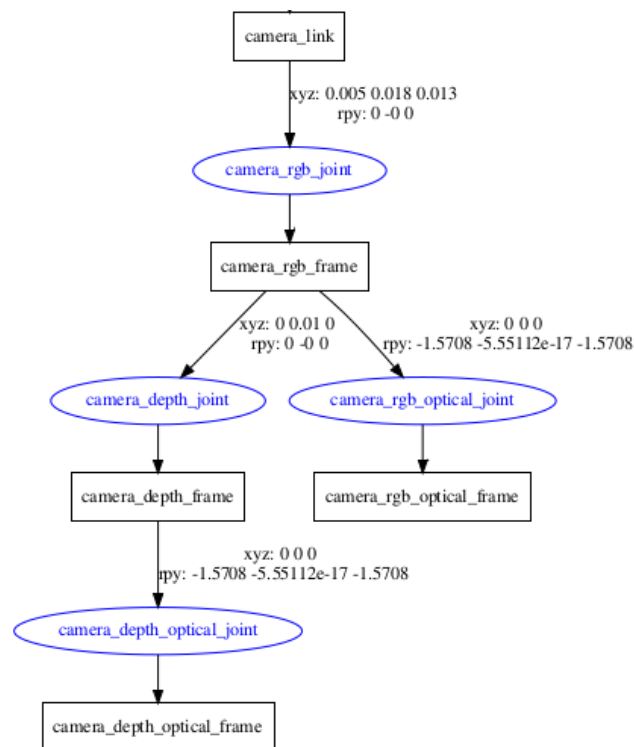 camera_link
xyz: 0.005 0.018 0.013
rpy: 0 -0 0
camera_rgb_joint
camera_rgb_frame
xyz: 0 0.01 0
rpy: 0 -0 0
xyz: 0 0 0
rpy: -1.5708 -5.55112e-17 -1.5708
camera_depth_joint
camera_rgb_optical_joint
camera_depth_frame
camera_rgb_optical_frame
xyz: 0 0 0
rpy: -1.5708 -5.55112e-17 -1.5708
camera_depth_optical_joint
camera_depth_optical_frame